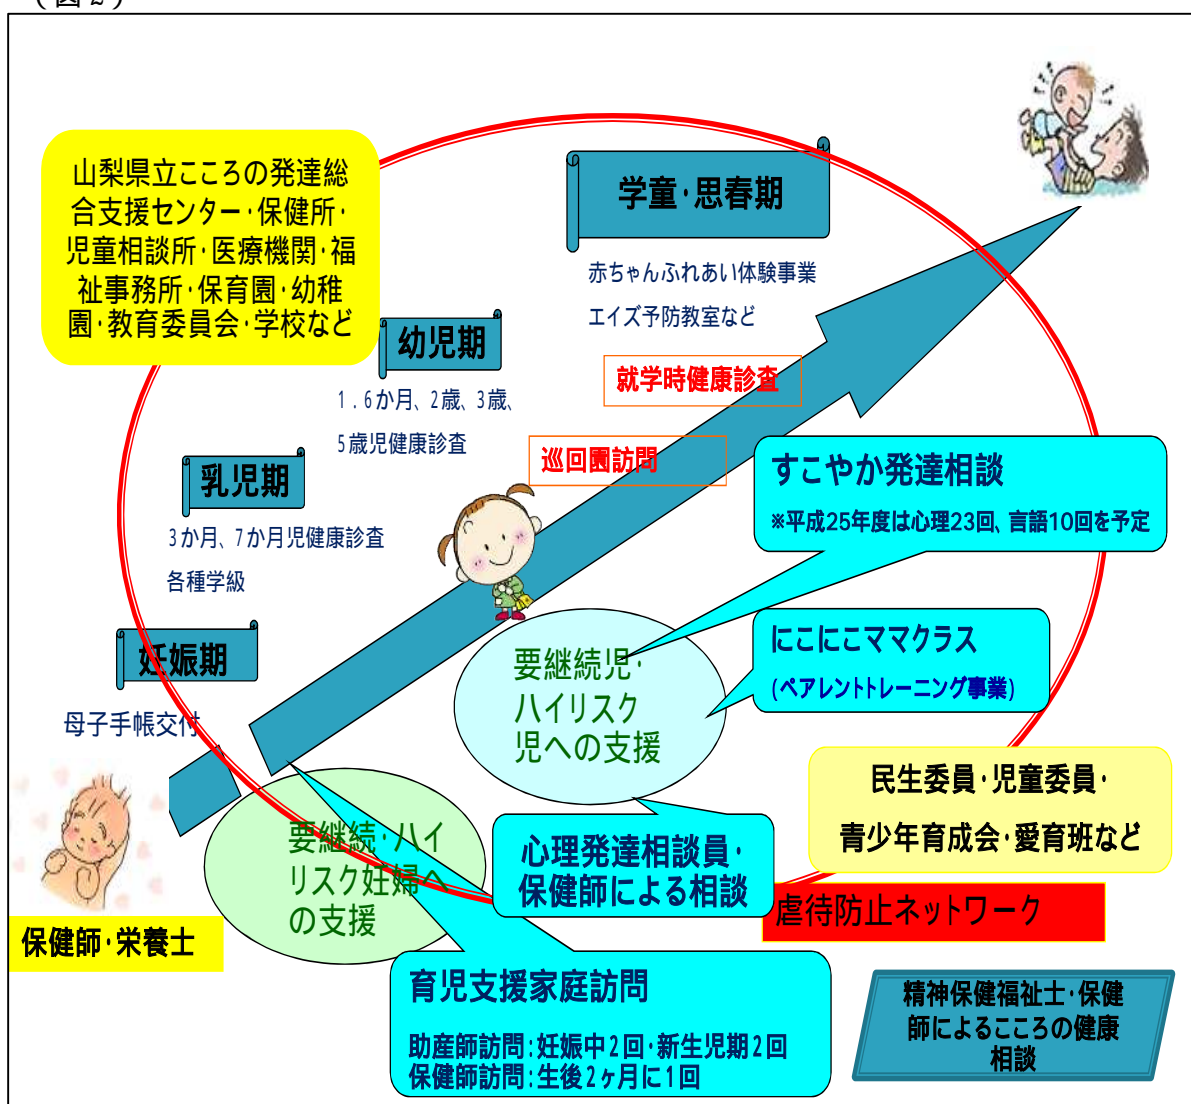 （図２）
山梨県立こころの発達総
合支援センター・保健所・
児童相談所・医療機関・福
祉事務所・保育園・幼稚
園・教育委員会・学校など
学童・思春期
赤ちゃんふれあい体験事業
エイズ予防教室など
幼児期
1．6か月、2歳、3歳、
5歳児健康診査
就学時健康診査
巡回園訪問
乳児期
3か月、7か月児健康診査
各種学級
すこやか発達相談
※平成25年度は心理23回、言語10回を予定
妊娠期
母子手帳交付
要継続児・
ハイリスク
児への支援
にこにこママクラス
(ペアレントトレーニング事業)
民生委員・児童委員・
青少年育成会・愛育班など
要継続・ハイ
リスク妊婦へ
の支援
心理発達相談員・
保健師による相談
虐待防止ネットワーク
保健師・栄養士
育児支援家庭訪問
助産師訪問：妊娠中2回・新生児期2回
保健師訪問：生後2ヶ月に1回
精神保健福祉士・保健
師によるこころの健康
相談